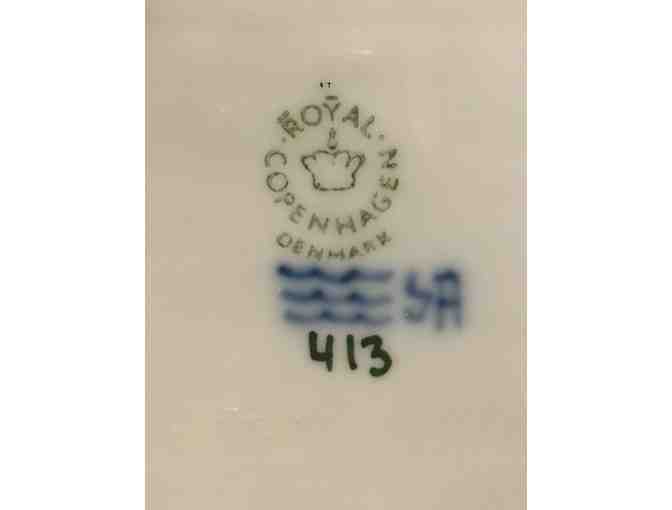 ROYAL
COPENHAGEN
DENMARK
413